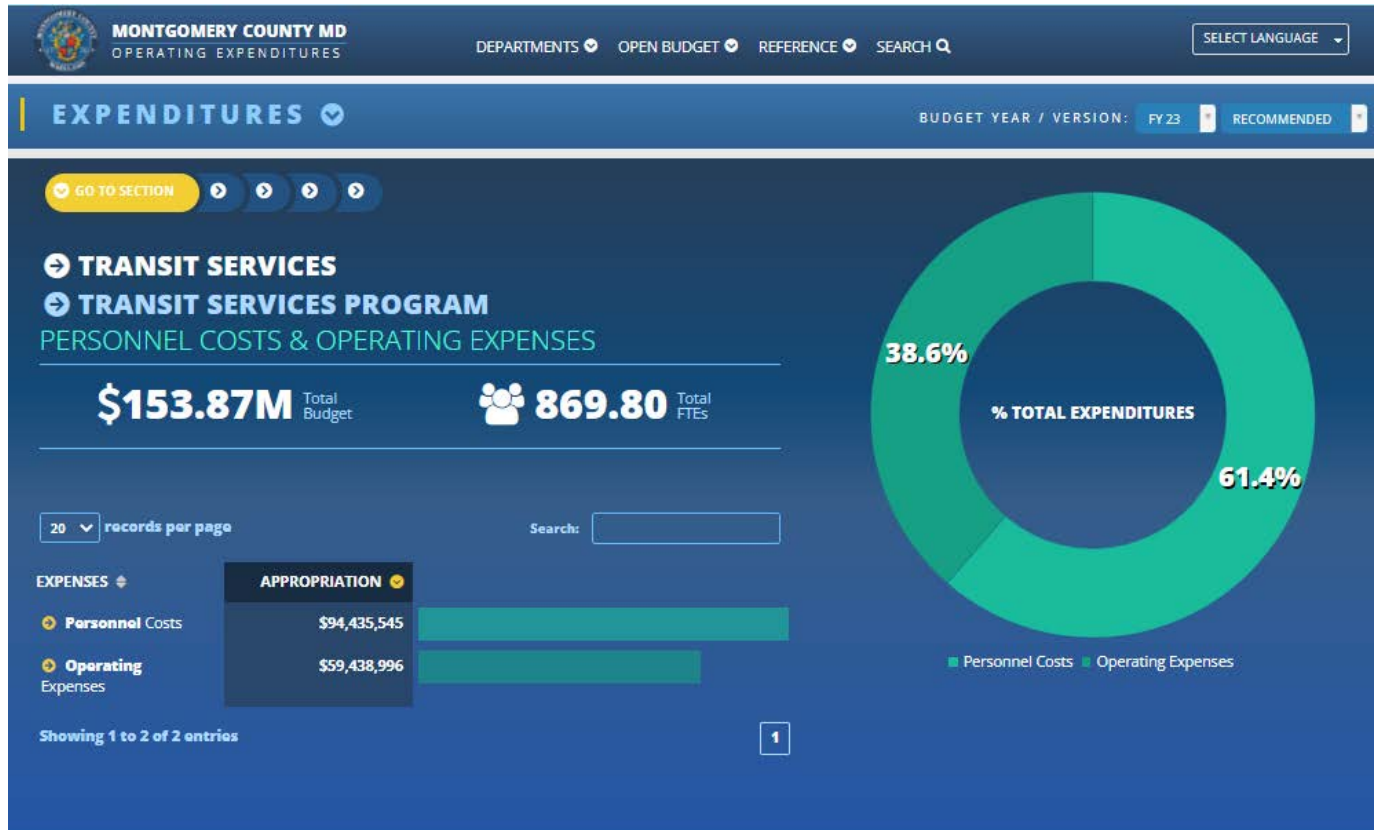 MONTGOMERY COUNTY MD
OPERATING EXPENDITURES
DEPARTMENTS OPEN BUDGET REFERENCE SEARCH
SELECT LANGUAGE
EXPENDITURES
BUDGET YEAR / VERSION: FY 23 RECOMMENDED
GO TO SECTION
TRANSIT SERVICES
TRANSIT SERVICES PROGRAM
PERSONNEL COSTS & OPERATING EXPENSES
$153.87M Total Budget
869.80 Total FTEs
20 records per page
Search:
EXPENSES APPROPRIATION
Personnel Costs $94,435,545
Operating Expenses $59,438,996
Showing 1 to 2 of 2 entries
1
38.6%
% TOTAL EXPENDITURES
61.4%
Personnel Costs Operating Expenses